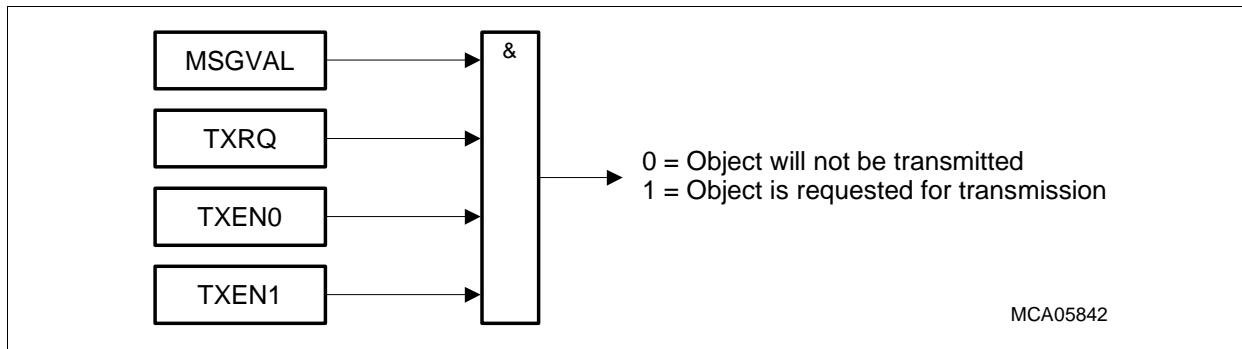 MSGVAL
&
TXRQ
TXEN0
TXEN1
0 = Object will not be transmitted
1 = Object is requested for transmission
MCA05842